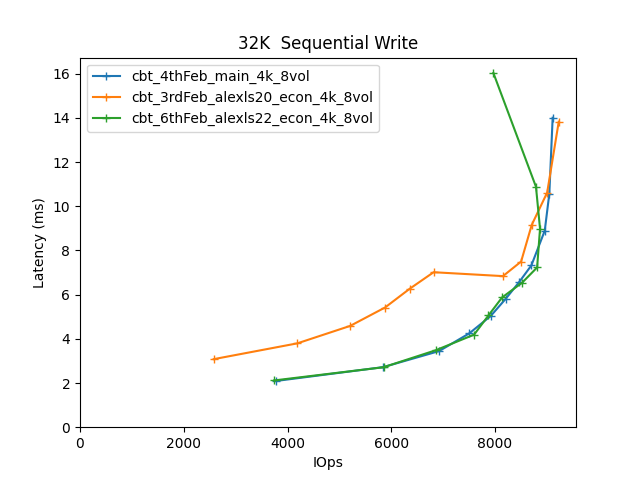 32K  Sequential Write
cbt_4thFeb_main_4k_8vol
cbt_3rdFeb_alexls20_econ_4k_8vol
cbt_6thFeb_alexls22_econ_4k_8vol
Latency (ms)
16
14
12
10
8
6
4
2
0
0 2000 4000 6000 8000
IOps